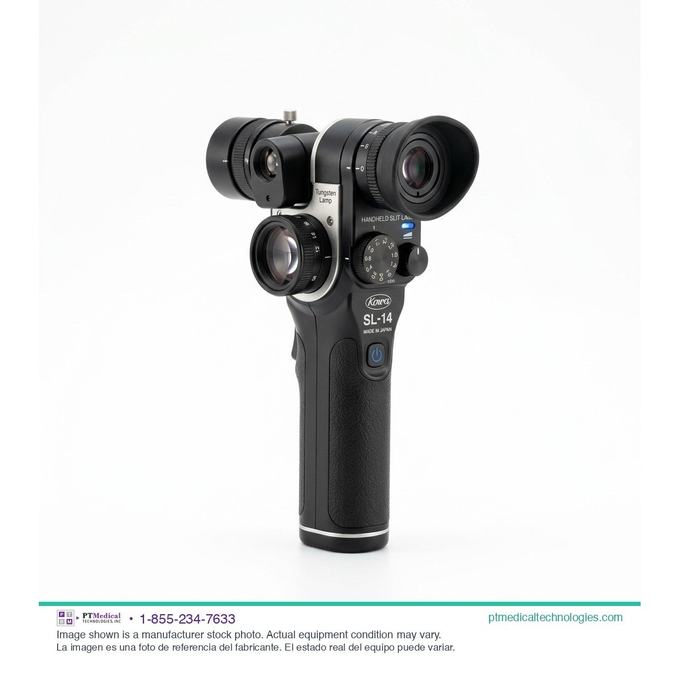 Tungsten
Lamp
HANDHELD SLIT
Kowa
SL-14
MADE IN JAPAN
PTMedical
TECHNOLOGIES, INC
• 1-855-234-7633
ptmedicaltechnologies.com
Image shown is a manufacturer stock photo. Actual equipment condition may vary.
La imagen es una foto de referencia del fabricante. El estado real del equipo puede variar.